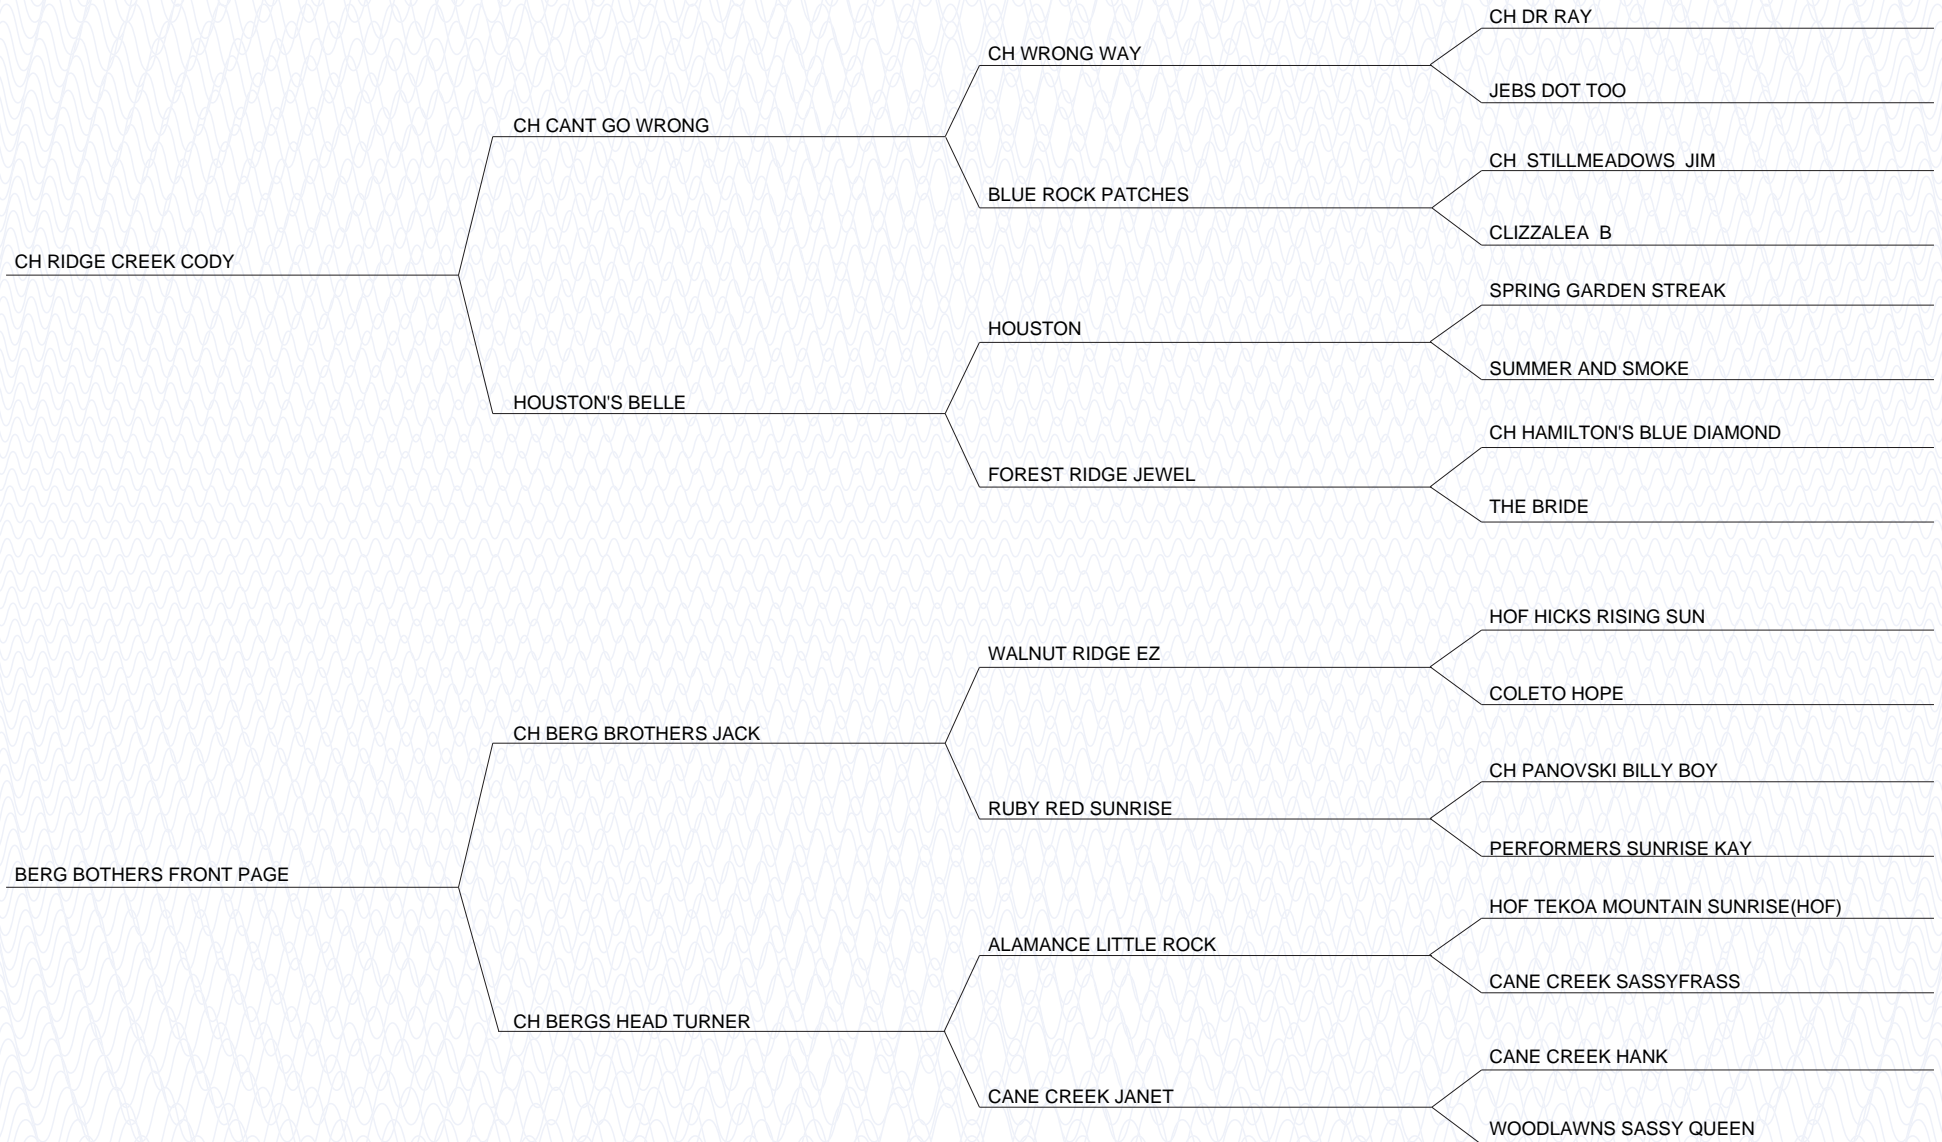 CH DR RAY
CH WRONG WAY
JEBS DOT TOO
CH CANT GO WRONG
CH  STILLMEADOWS  JIM
BLUE ROCK PATCHES
CLIZZALEA  B
CH RIDGE CREEK CODY
SPRING GARDEN STREAK
HOUSTON
SUMMER AND SMOKE
HOUSTON'S BELLE
CH HAMILTON'S BLUE DIAMOND
FOREST RIDGE JEWEL
THE BRIDE
HOF HICKS RISING SUN
WALNUT RIDGE EZ
COLETO HOPE
CH BERG BROTHERS JACK
CH PANOVSKI BILLY BOY
RUBY RED SUNRISE
PERFORMERS SUNRISE KAY
BERG BOTHERS FRONT PAGE
HOF TEKOA MOUNTAIN SUNRISE(HOF)
ALAMANCE LITTLE ROCK
CANE CREEK SASSYFRASS
CH BERGS HEAD TURNER
CANE CREEK HANK
CANE CREEK JANET
WOODLAWNS SASSY QUEEN